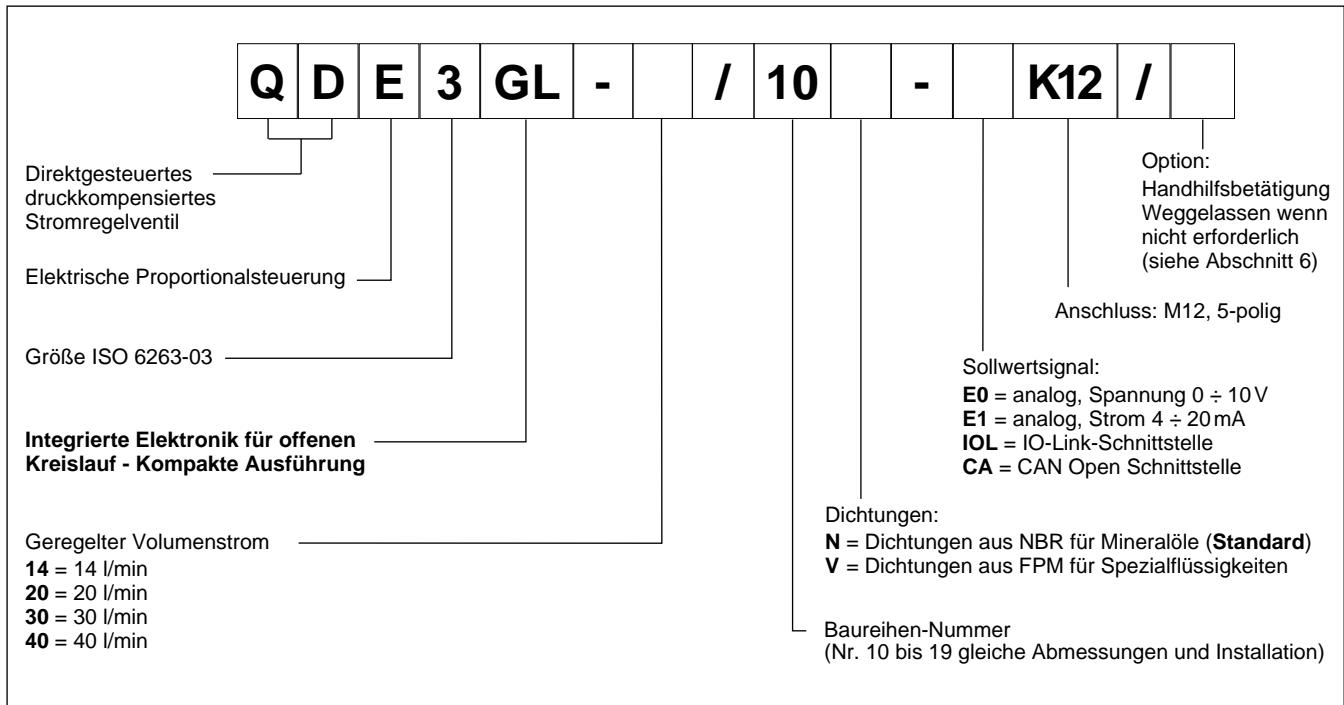 Q D E 3 GL - / 10 - K12 /
Direktgesteuertes
druckkompensiertes
Stromregelventil
Elektrische Proportionalsteuerung
Größe ISO 6263-03
Integrierte Elektronik für offenen
Kreislauf - Kompakte Ausführung
Geregelter Volumenstrom
14 = 14 l/min
20 = 20 l/min
30 = 30 l/min
40 = 40 l/min
Option:
Handhilfsbetätigung
Weggelassen wenn
nicht erforderlich
(siehe Abschnitt 6)
Anschluss: M12, 5-polig
Sollwertsignal:
E0 = analog, Spannung 0 ÷ 10 V
E1 = analog, Strom 4 ÷ 20 mA
IOL = IO-Link-Schnittstelle
CA = CAN Open Schnittstelle
Dichtungen:
N = Dichtungen aus NBR für Mineralöle (Standard)
V = Dichtungen aus FPM für Spezialflüssigkeiten
Baureihen-Nummer
(Nr. 10 bis 19 gleiche Abmessungen und Installation)